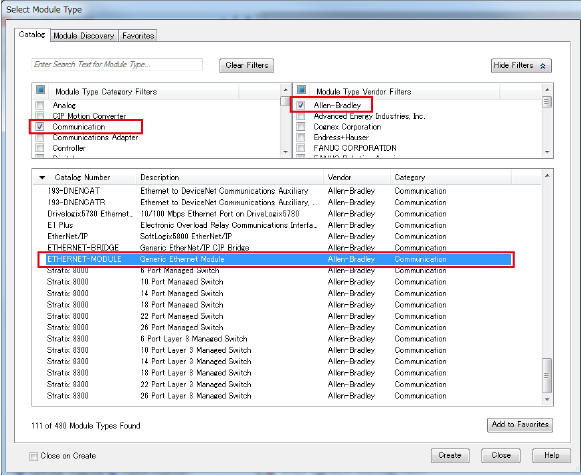 Select Module Type
Catalog Module Discovery Favorites
Enter Search Text for Module Type... Clear Filters Hide Filters
Module Type Category Filters Module Type Vendor Filters
Analog Allen-Bradley
CIP Motion Converter Advanced Energy Industries, Inc.
Communication Cognex Corporation
Communications Adapter Endress+Hauser
Controller FANUC CORPORATION
Catalog Number Description Vendor Category
193-DNENCAT Ethernet to DeviceNet Communications Auxiliary Allen-Bradley Communication
193-DNENCATR Ethernet to DeviceNet Communications Auxiliary, ... Allen-Bradley Communication
Drivelogix5730 Ethernet... 10/100 Mbps Ethernet Port on DriveLogix5730 Allen-Bradley Communication
E1 Plus Electronic Overload Relay Communications Interfa... Allen-Bradley Communication
EtherNet/IP SoftLogix5800 EtherNet/IP Allen-Bradley Communication
ETHERNET-BRIDGE Generic EtherNet/IP CIP Bridge Allen-Bradley Communication
ETHERNET-MODULE Generic Ethernet Module Allen-Bradley Communication
Stratix 8000 6 Port Managed Switch Allen-Bradley Communication
Stratix 8000 10 Port Managed Switch Allen-Bradley Communication
Stratix 8000 14 Port Managed Switch Allen-Bradley Communication
Stratix 8000 18 Port Managed Switch Allen-Bradley Communication
Stratix 8000 22 Port Managed Switch Allen-Bradley Communication
Stratix 8000 26 Port Managed Switch Allen-Bradley Communication
Stratix 8300 6 Port Layer 3 Managed Switch Allen-Bradley Communication
Stratix 8300 10 Port Layer 3 Managed Switch Allen-Bradley Communication
Stratix 8300 14 Port Layer 3 Managed Switch Allen-Bradley Communication
Stratix 8300 18 Port Layer 3 Managed Switch Allen-Bradley Communication
Stratix 8300 22 Port Layer 3 Managed Switch Allen-Bradley Communication
Stratix 8300 26 Port Layer 3 Managed Switch Allen-Bradley Communication
111 of 480 Module Types Found Add to Favorites
Close on Create Create Close Help